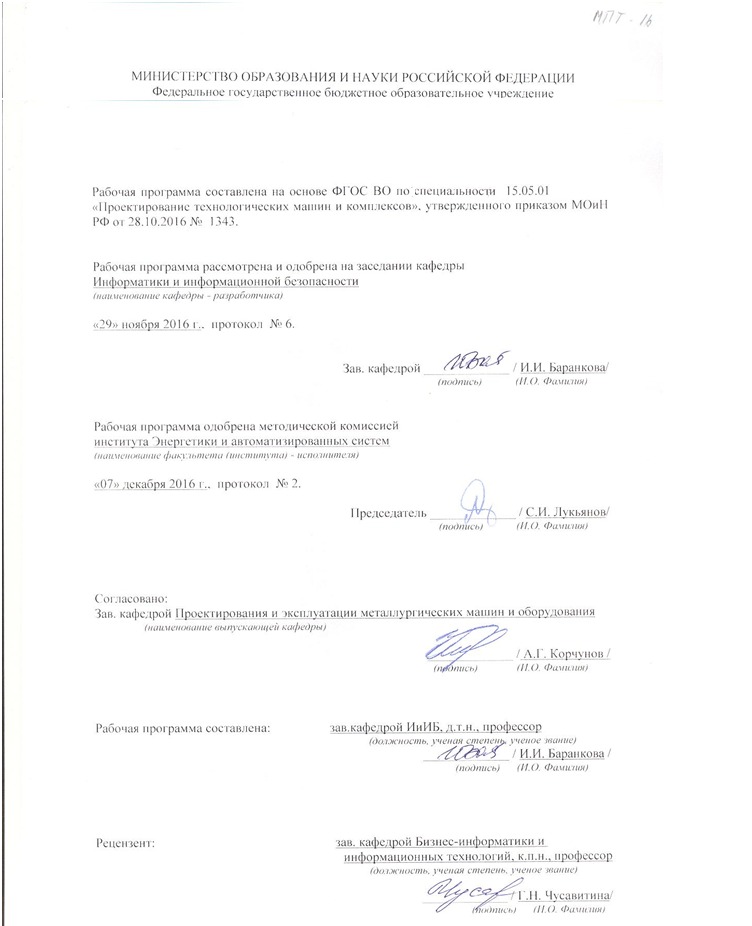 МПТ - 16
МИНИСТЕРСТВО ОБРАЗОВАНИЯ И НАУКИ РОССИЙСКОЙ ФЕДЕРАЦИИ
Федеральное государственное бюджетное образовательное учреждение
Рабочая программа составлена на основе ФГОС ВО по специальности 15.05.01
«Проектирование технологических машин и комплексов», утвержденного приказом МОиН
РФ от 28.10.2016 № 1343.
Рабочая программа рассмотрена и одобрена на заседании кафедры
Информатики и информационной безопасности
(наименование кафедры - разработчика)
«29» ноября 2016 г., протокол № 6.
Зав. кафедрой / И.И. Баранкова/
(подпись) (И.О. Фамилия)
Рабочая программа одобрена методической комиссией
института Энергетики и автоматизированных систем
(наименование факультета (института) - исполнителя)
«07» декабря 2016 г., протокол № 2.
Председатель / С.И. Лукьянов/
(подпись) (И.О. Фамилия)
Согласовано:
Зав. кафедрой Проектирования и эксплуатации металлургических машин и оборудования
(наименование выпускающей кафедры)
/ А.Г. Корчунов /
(подпись) (И.О. Фамилия)
Рабочая программа составлена: зав.кафедрой ИиИБ, д.т.н., профессор
(должность, ученая степень, ученое звание)
/ И.И. Баранкова /
(подпись) (И.О. Фамилия)
Рецензент: зав. кафедрой Бизнес-информатики и
информационных технологий, к.п.н., профессор
(должность, ученая степень, ученое звание)
/ Г.Н. Чусавитина/
(подпись) (И.О. Фамилия)